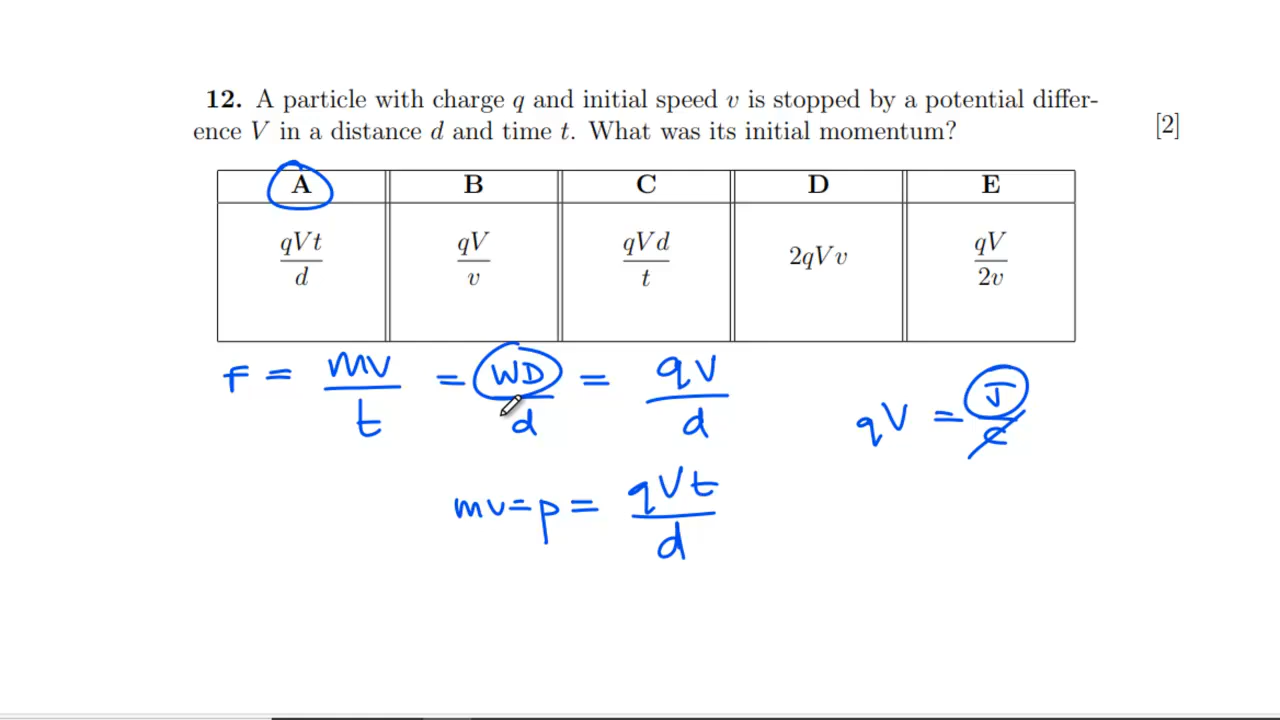 12. A particle with charge q and initial speed v is stopped by a potential differ-
ence V in a distance d and time t. What was its initial momentum?
[2]
A B C D E
qVt/d qV/v qVd/t 2qVv qV/2v
F = mv/t = WD/d = qV/d
qV = J/C
mv = p = qVt/d